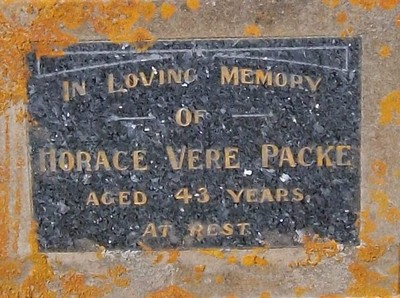 IN LOVING MEMORY
OF
HORACE VERE PACKE
AGED 43 YEARS.
AT REST